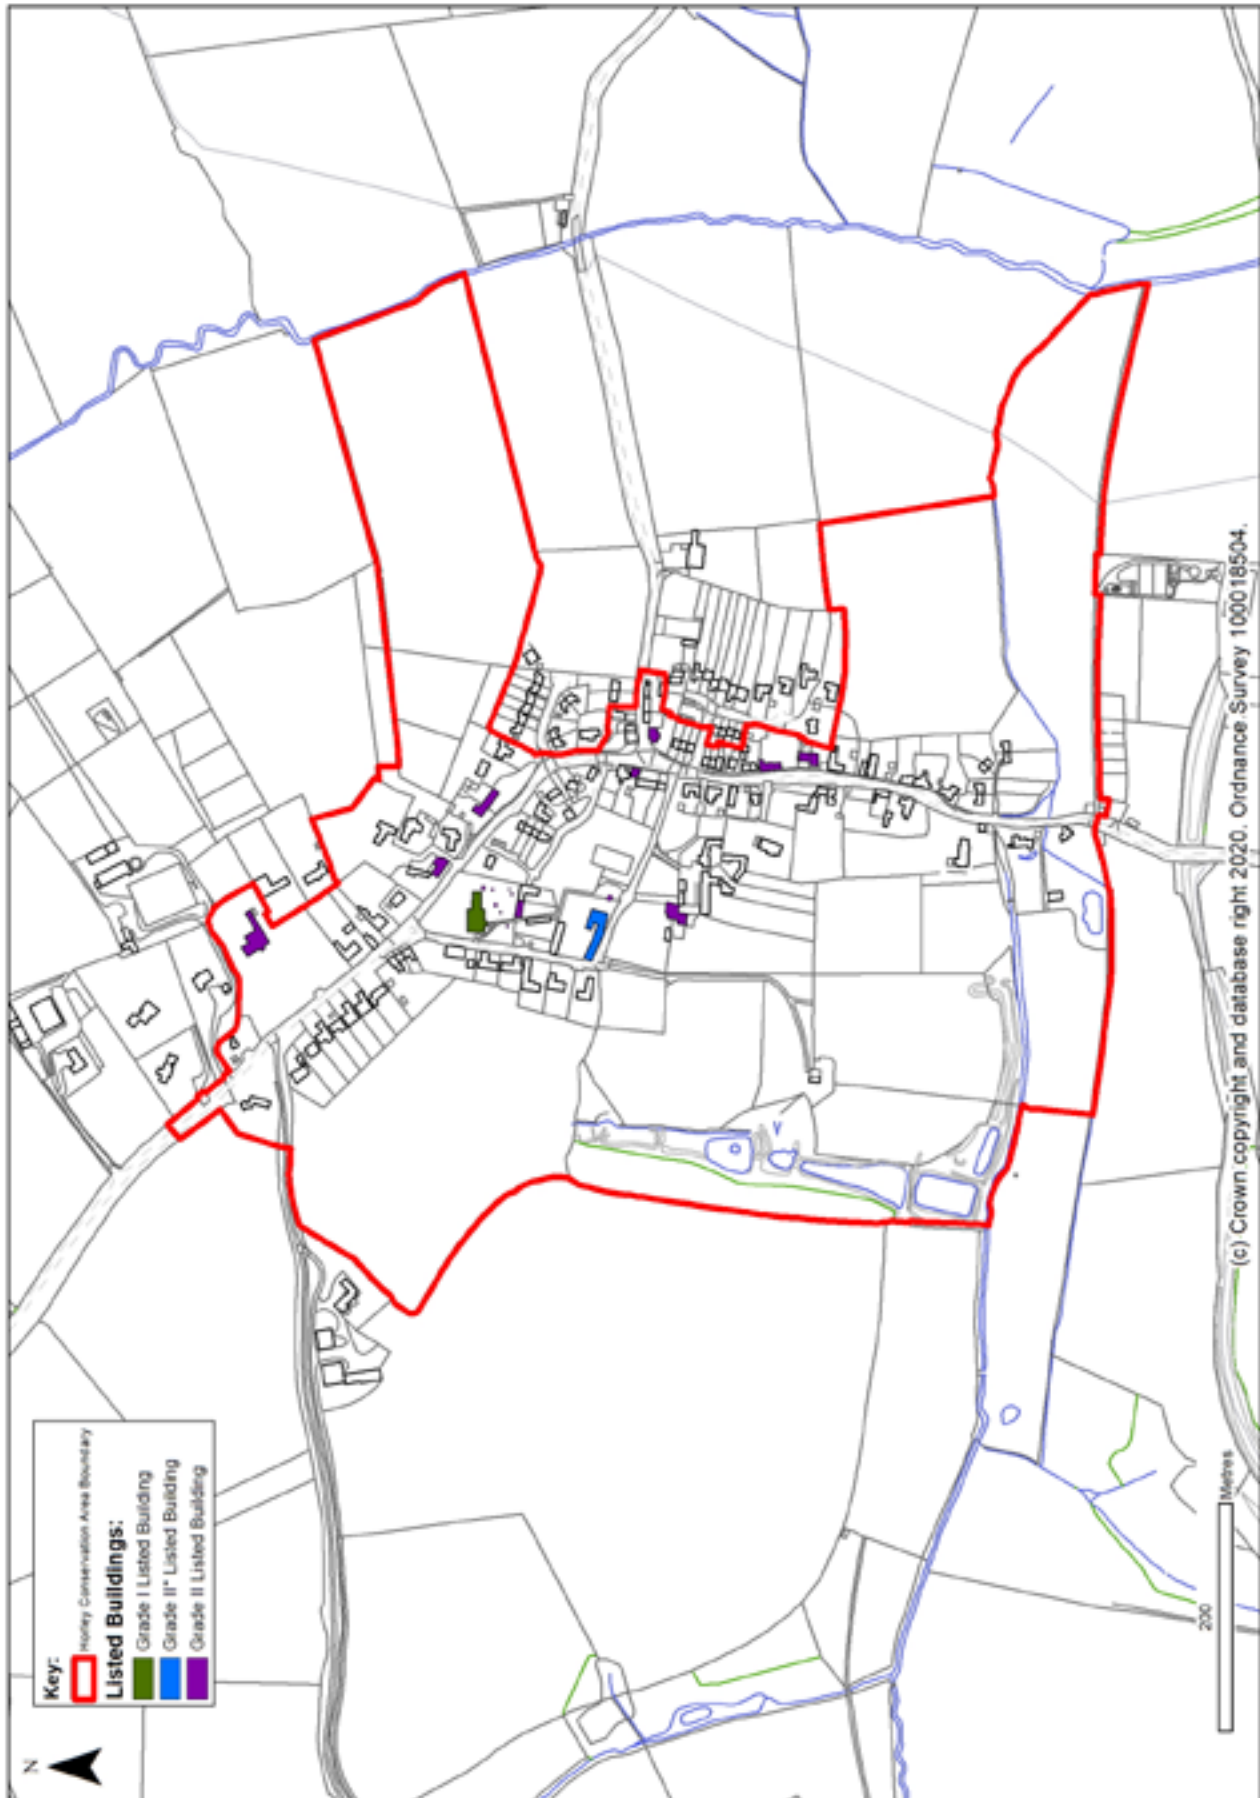 N
Key:
Horley Conservation Area Boundary
Listed Buildings:
Grade I Listed Building
Grade II* Listed Building
Grade II Listed Building
200
Metres
(c) Crown copyright and database right 2020. Ordnance Survey 100018504.